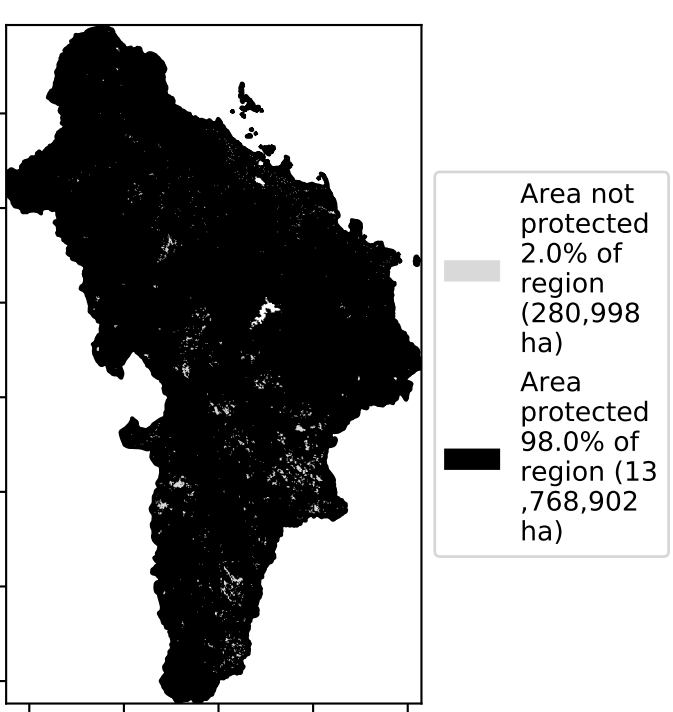 Area not
protected
2.0% of
region
(280,998
ha)
Area
protected
98.0% of
region (13
,768,902
ha)